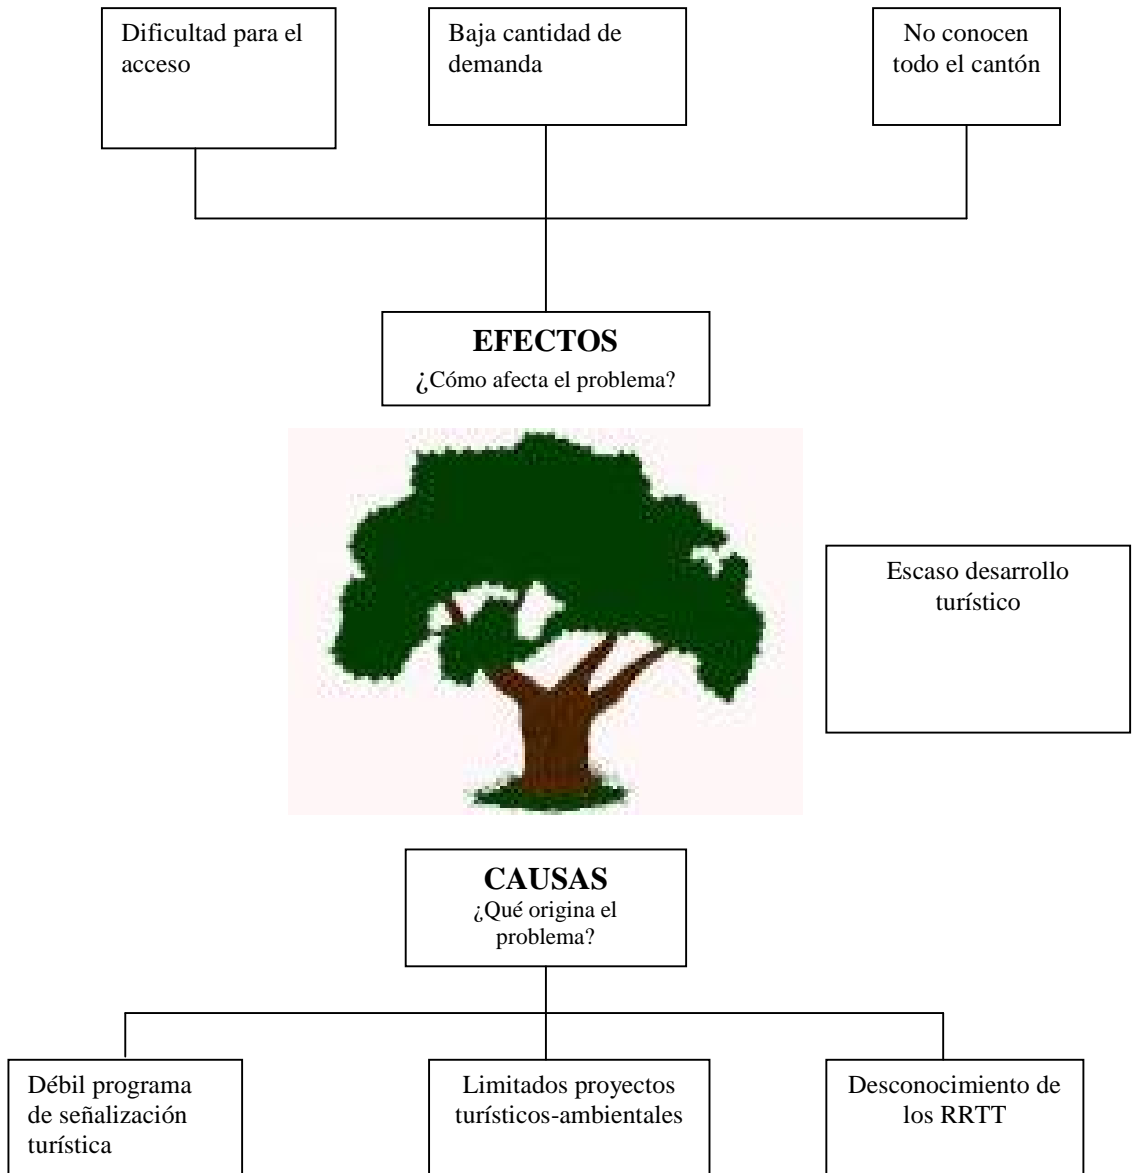 Dificultad para el
acceso
Baja cantidad de
demanda
No conocen
todo el cantón
EFECTOS
¿Cómo afecta el problema?
Escaso desarrollo
turístico
CAUSAS
¿Qué origina el
problema?
Débil programa
de señalización
turística
Limitados proyectos
turísticos-ambientales
Desconocimiento de
los RRTT